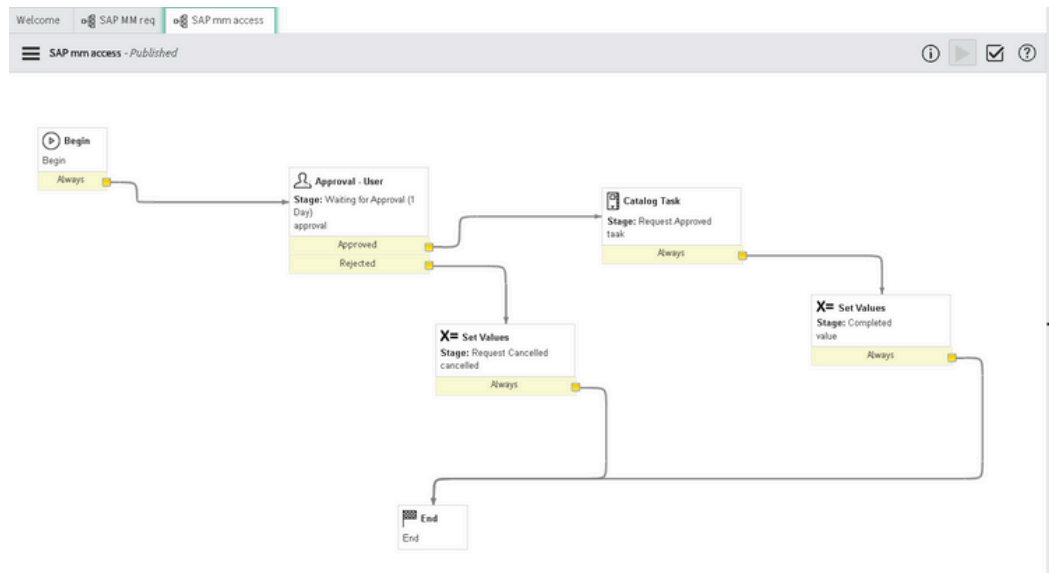 Welcome
SAP MM req
SAP mm access
SAP mm access - Published
Begin
Begin
Always
Approval - User
Stage: Waiting for Approval (1
Day)
approval
Approved
Rejected
Catalog Task
Stage: Request Approved
taak
Always
X= Set Values
Stage: Completed
value
Always
X= Set Values
Stage: Request Cancelled
cancelled
Always
End
End